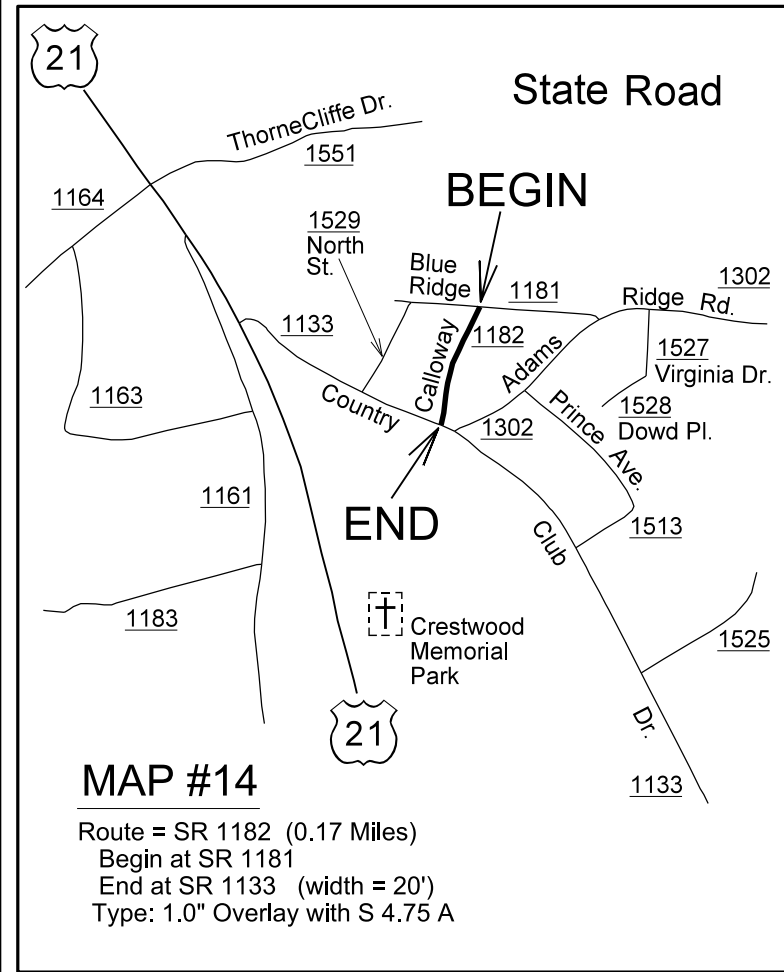 21
State Road
ThorneCliffe Dr.
1551
BEGIN
1164
1529
North
St.
Blue
Ridge
1181
1302
Ridge Rd.
1133
1182
Calloway
Adams
1527
Virginia Dr.
1163
Country
1302
Prince Ave.
1528
Dowd Pl.
1161
END
Club
1513
1183
Crestwood
Memorial
Park
1525
Dr.
21
1133
MAP #14
Route = SR 1182 (0.17 Miles)
Begin at SR 1181
End at SR 1133 (width = 20')
Type: 1.0" Overlay with S 4.75 A